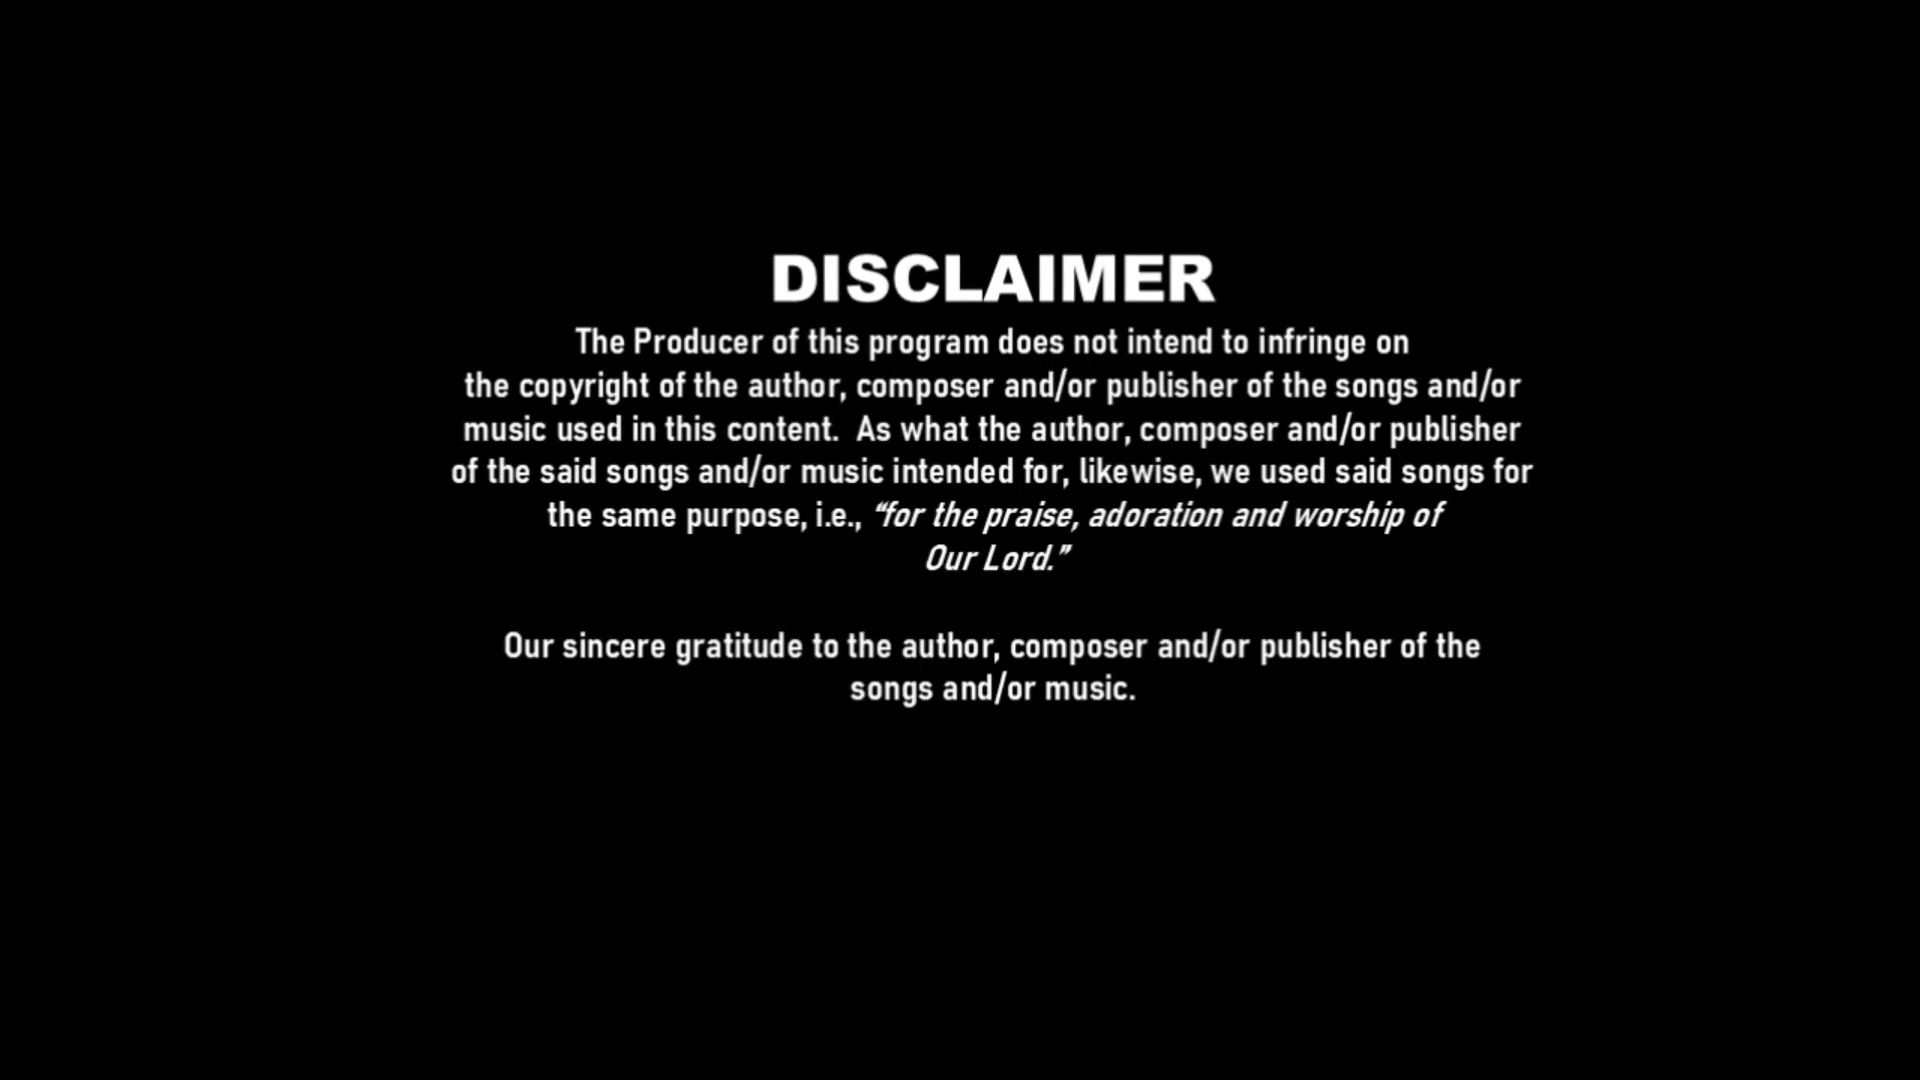 DISCLAIMER
The Producer of this program does not intend to infringe on
the copyright of the author, composer and/or publisher of the songs and/or
music used in this content.  As what the author, composer and/or publisher
of the said songs and/or music intended for, likewise, we used said songs for
the same purpose, i.e., “for the praise, adoration and worship of
Our Lord.”
Our sincere gratitude to the author, composer and/or publisher of the
songs and/or music.